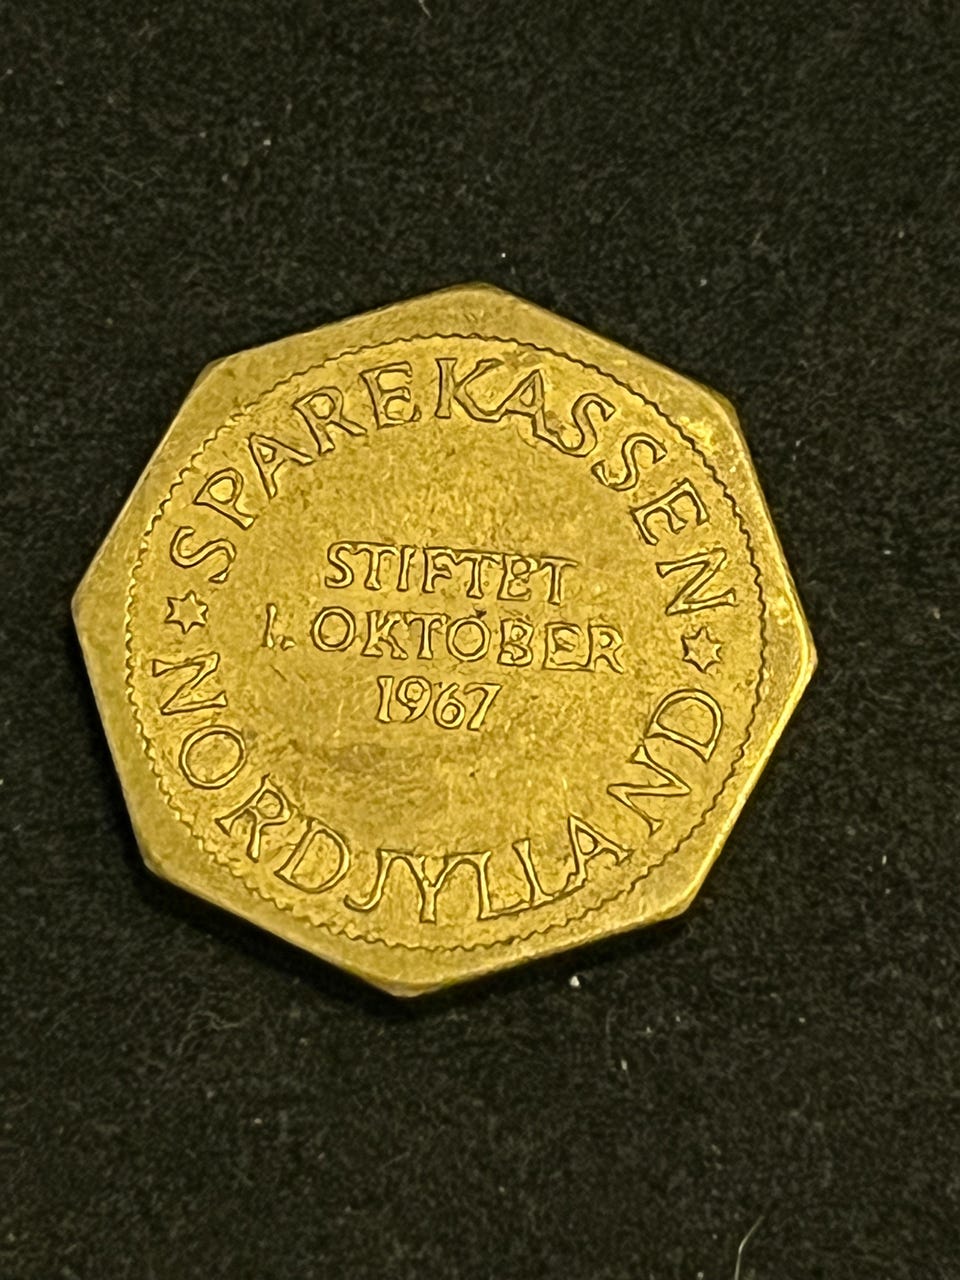 SPAREKASSEN
NORDJYLLAND
STIFTET
1. OKTOBER
1967